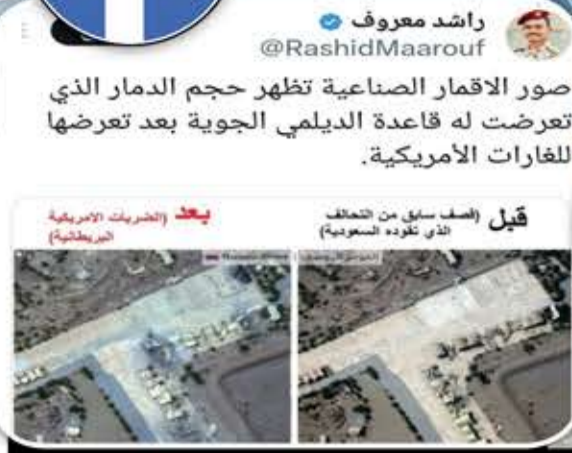 راشد معروف
@RashidMaarouf
صور الاقمار الصناعية تظهر حجم الدمار الذي
تعرضت له قاعدة الديلمي الجوية بعد تعرضها
للغارات الأمريكية.
قبل (قصف سابق من التحالف
الذي تقوده السعودية)
بعد (الضربات الامريكية
البريطانية)